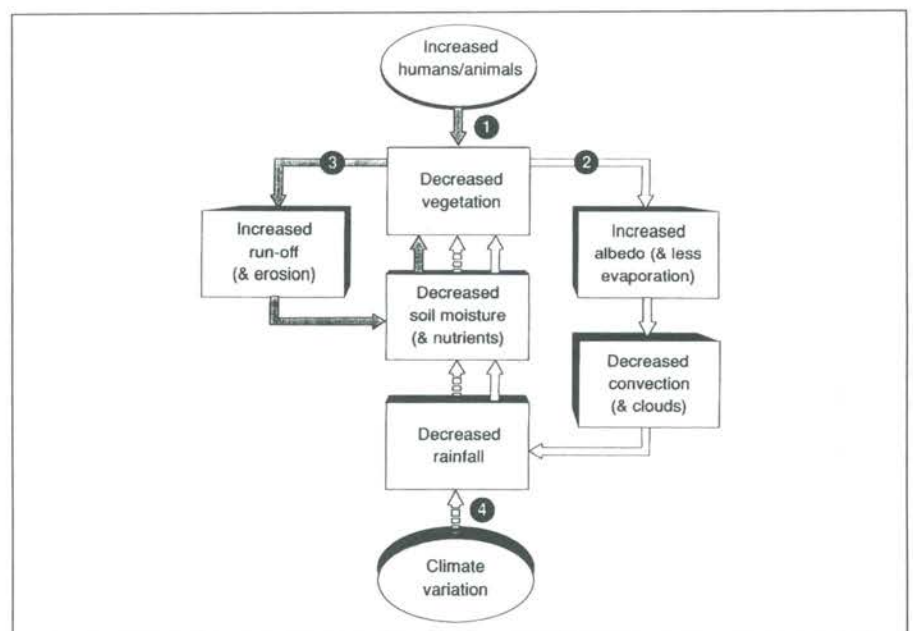 Increased
humans/animals
1
3
2
Decreased
vegetation
Increased
run-off
(& erosion)
Increased
albedo (& less
evaporation)
Decreased
soil moisture
(& nutrients)
Decreased
convection
(& clouds)
Decreased
rainfall
4
Climate
variation